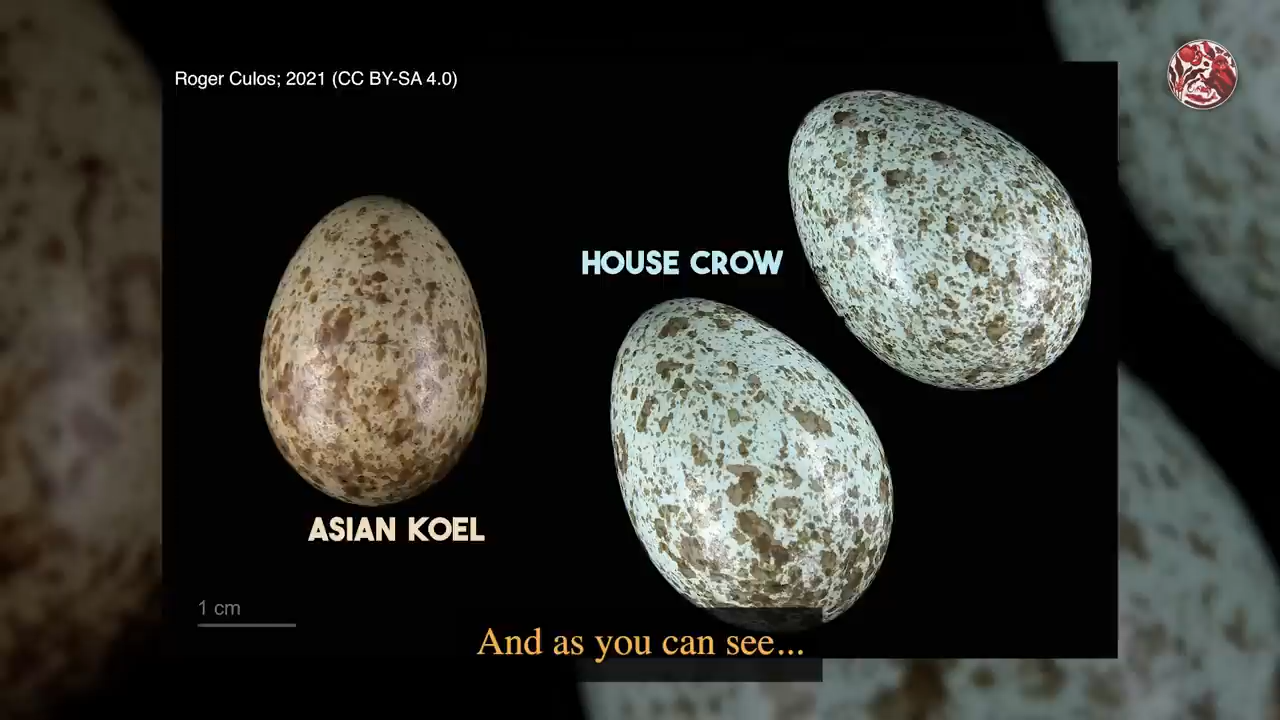 Roger Culos; 2021 (CC BY-SA 4.0)
HOUSE CROW
ASIAN KOEL
1 cm
And as you can see...